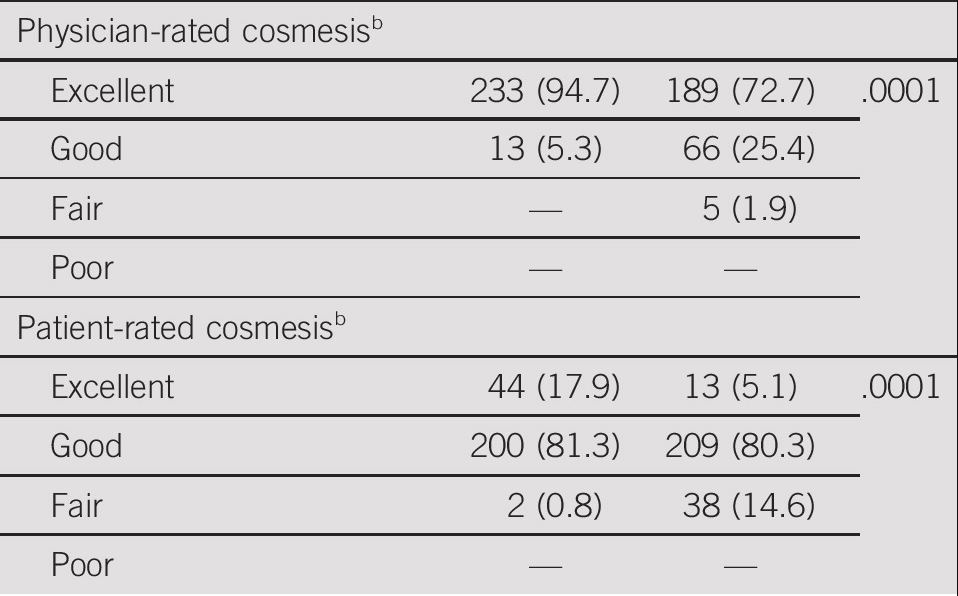 Physician-rated cosmesisᵇ
Excellent 233 (94.7) 189 (72.7) .0001
Good 13 (5.3) 66 (25.4)
Fair — 5 (1.9)
Poor — —
Patient-rated cosmesisᵇ
Excellent 44 (17.9) 13 (5.1) .0001
Good 200 (81.3) 209 (80.3)
Fair 2 (0.8) 38 (14.6)
Poor — —